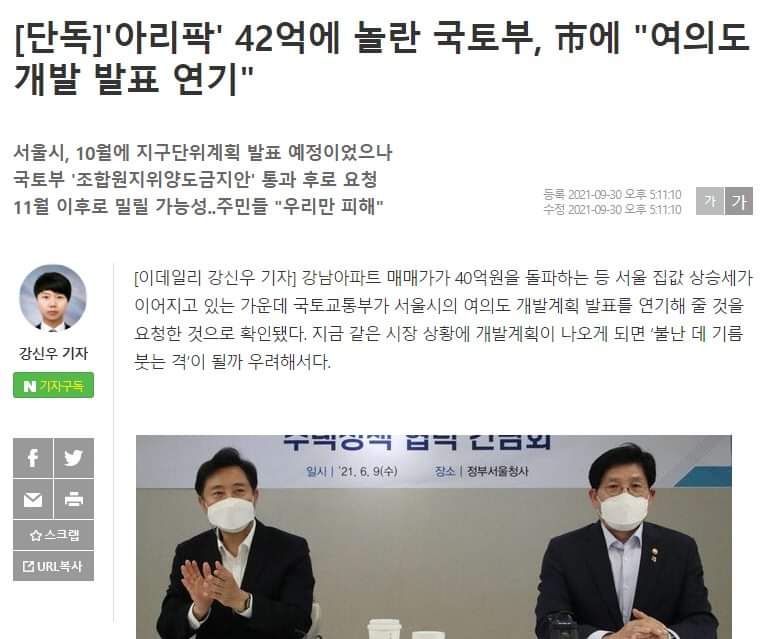 [단독]'아리팍' 42억에 놀란 국토부, 市에 "여의도
개발 발표 연기"
서울시, 10월에 지구단위계획 발표 예정이었으나
국토부 '조합원지위양도금지안' 통과 후로 요청
11월 이후로 밀릴 가능성..주민들 "우리만 피해"
등록 2021-09-30 오후 5:11:10
수정 2021-09-30 오후 5:11:10
가 가
강신우 기자
N 기자구독
스크랩
URL복사
[이데일리 강신우 기자] 강남아파트 매매가가 40억원을 돌파하는 등 서울 집값 상승세가
이어지고 있는 가운데 국토교통부가 서울시의 여의도 개발계획 발표를 연기해 줄 것을
요청한 것으로 확인됐다. 지금 같은 시장 상황에 개발계획이 나오게 되면 '불난 데 기름
붓는 격'이 될까 우려해서다.
주택정책 협력 간담회
일시 | '21. 6. 9(수) 장소 | 정부서울청사